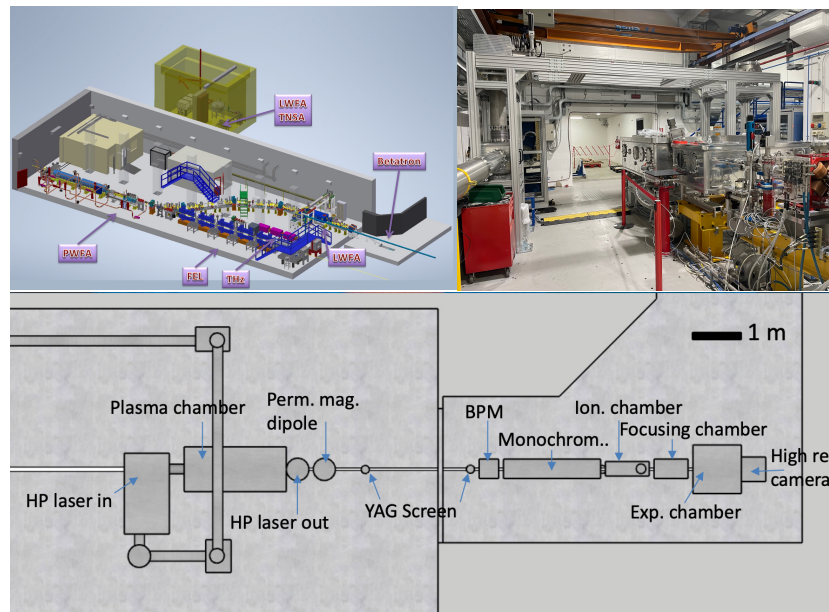 LWFA
TNSA
Betatron
PWFA
LWFA
FEL
THz
1 m
Perm. mag.
dipole
Plasma chamber
BPM
Ion. chamber
Monochrom..
Focusing chamber
HP laser in
High re
camera
YAG Screen
HP laser out
Exp. chamber